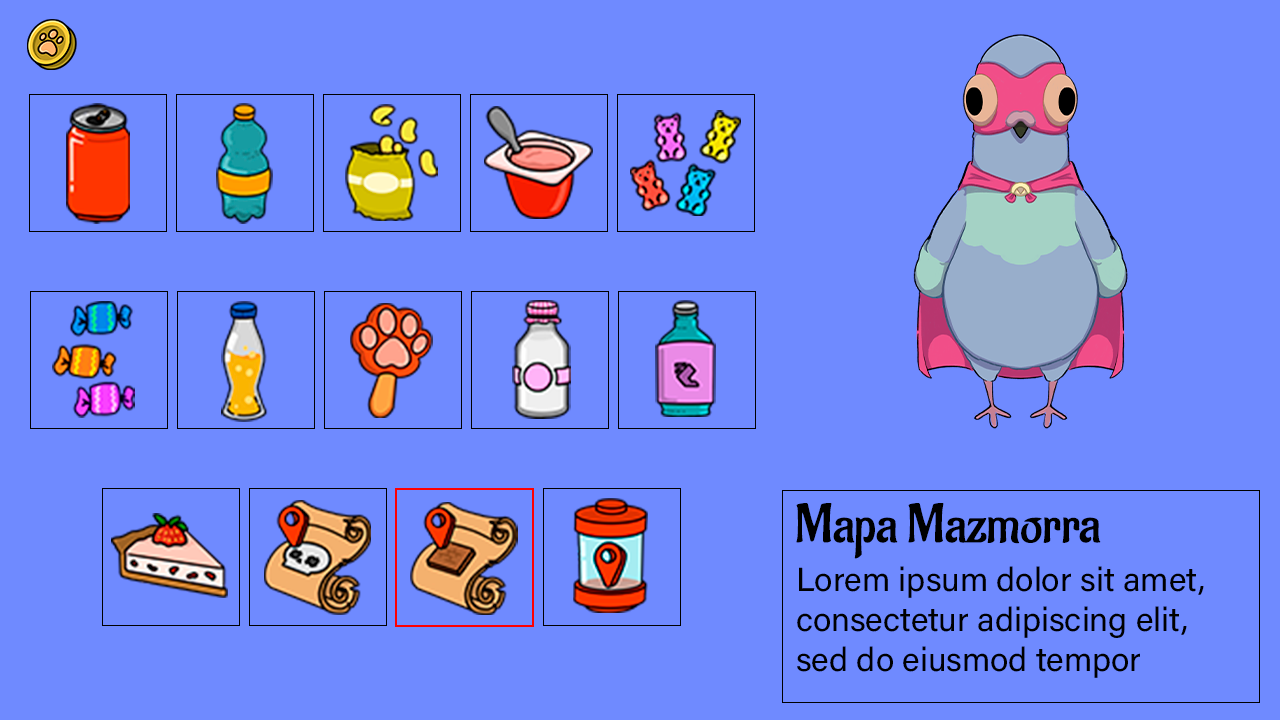 Mapa Mazmorra
Lorem ipsum dolor sit amet,
consectetur adipiscing elit,
sed do eiusmod tempor